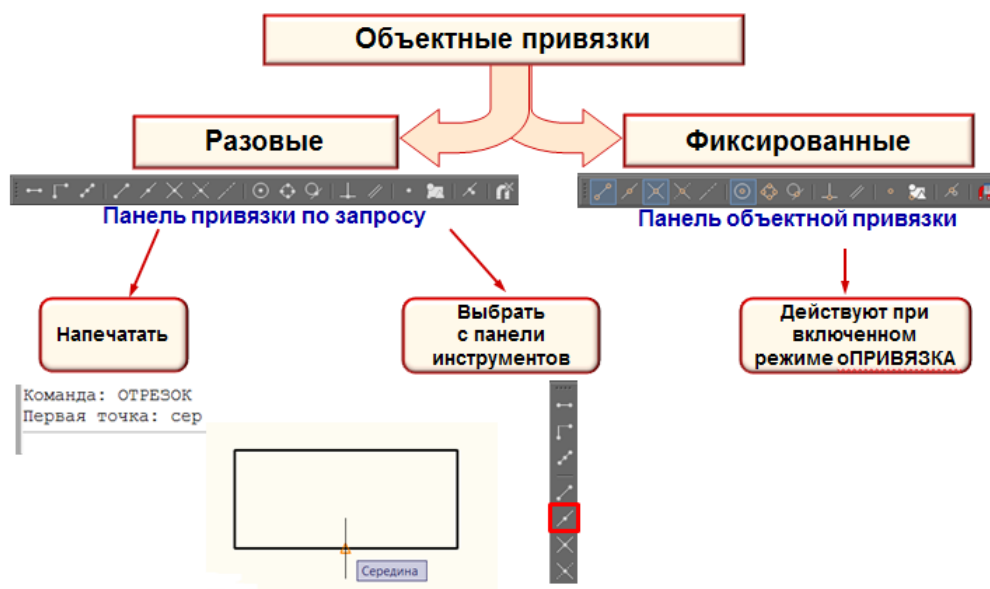 Объектные привязки
Разовые
Фиксированные
Панель привязки по запросу
Панель объектной привязки
Напечатать
Выбрать
с панели
инструментов
Действуют при
включенном
режиме оПРИВЯЗКА
Команда: ОТРЕЗОК
Первая точка: сер
Середина